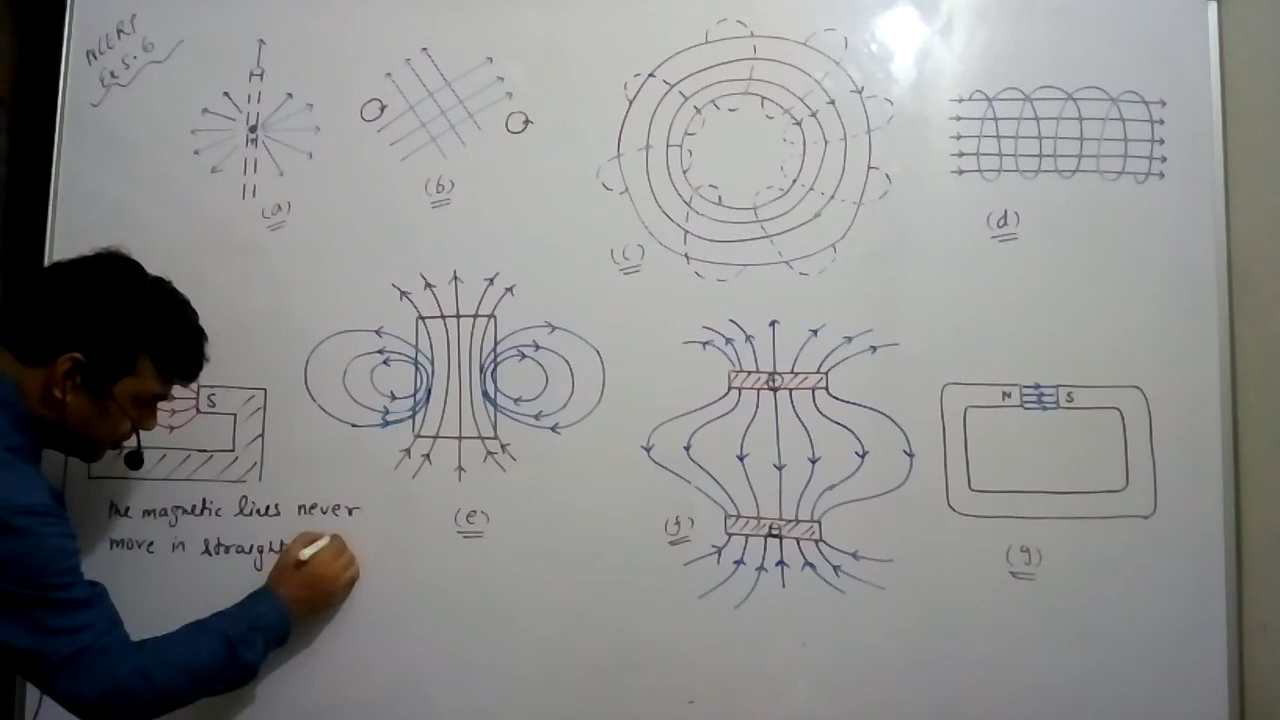 NCERT
Ex 5.6
(a)
(b)
(c)
(d)
S
(e)
(f)
N S
(g)
the magnetic lines never
move in straight